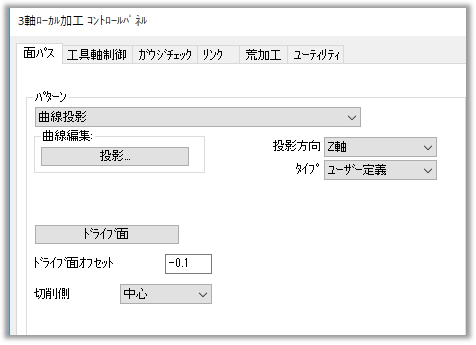 3軸ﾛｰｶﾙ加工 ｺﾝﾄﾛｰﾙﾊﾟﾈﾙ
面ﾊﾟｽ 工具軸制御 ｶﾞｳｼﾞﾁｪｯｸ ﾘﾝｸ 荒加工 ﾕｰﾃｨﾘﾃｨ
ﾊﾟﾀｰﾝ
曲線投影
曲線編集:
投影...
投影方向 Z軸
ﾀｲﾌﾟ ﾕｰｻﾞｰ定義
ﾄﾞﾗｲﾌﾞ面
ﾄﾞﾗｲﾌﾞ面ｵﾌｾｯﾄ -0.1
切削側 中心